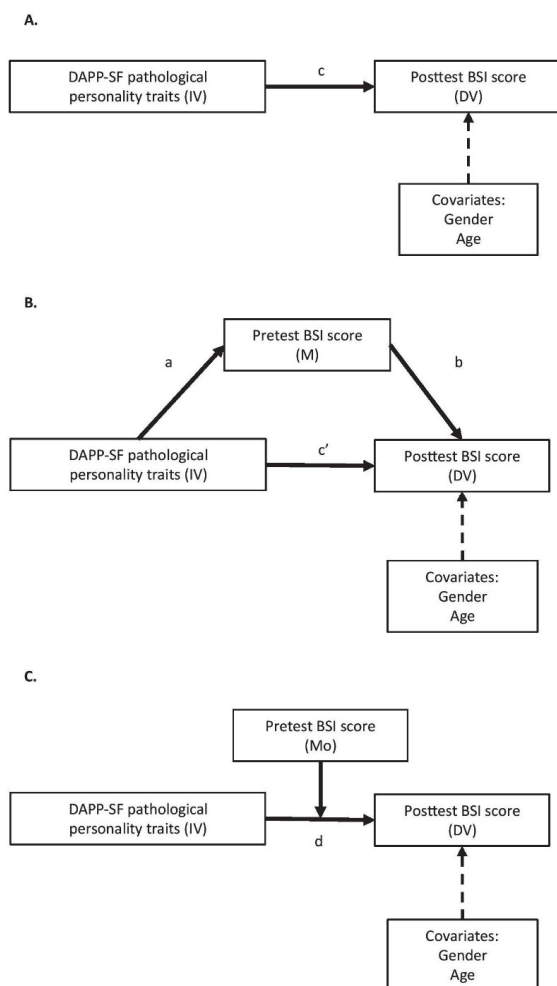 A.
DAPP-SF pathological
personality traits (IV)
c
Posttest BSI score
(DV)
Covariates:
Gender
Age
B.
Pretest BSI score
(M)
a
b
DAPP-SF pathological
personality traits (IV)
c’
Posttest BSI score
(DV)
Covariates:
Gender
Age
C.
Pretest BSI score
(Mo)
DAPP-SF pathological
personality traits (IV)
d
Posttest BSI score
(DV)
Covariates:
Gender
Age